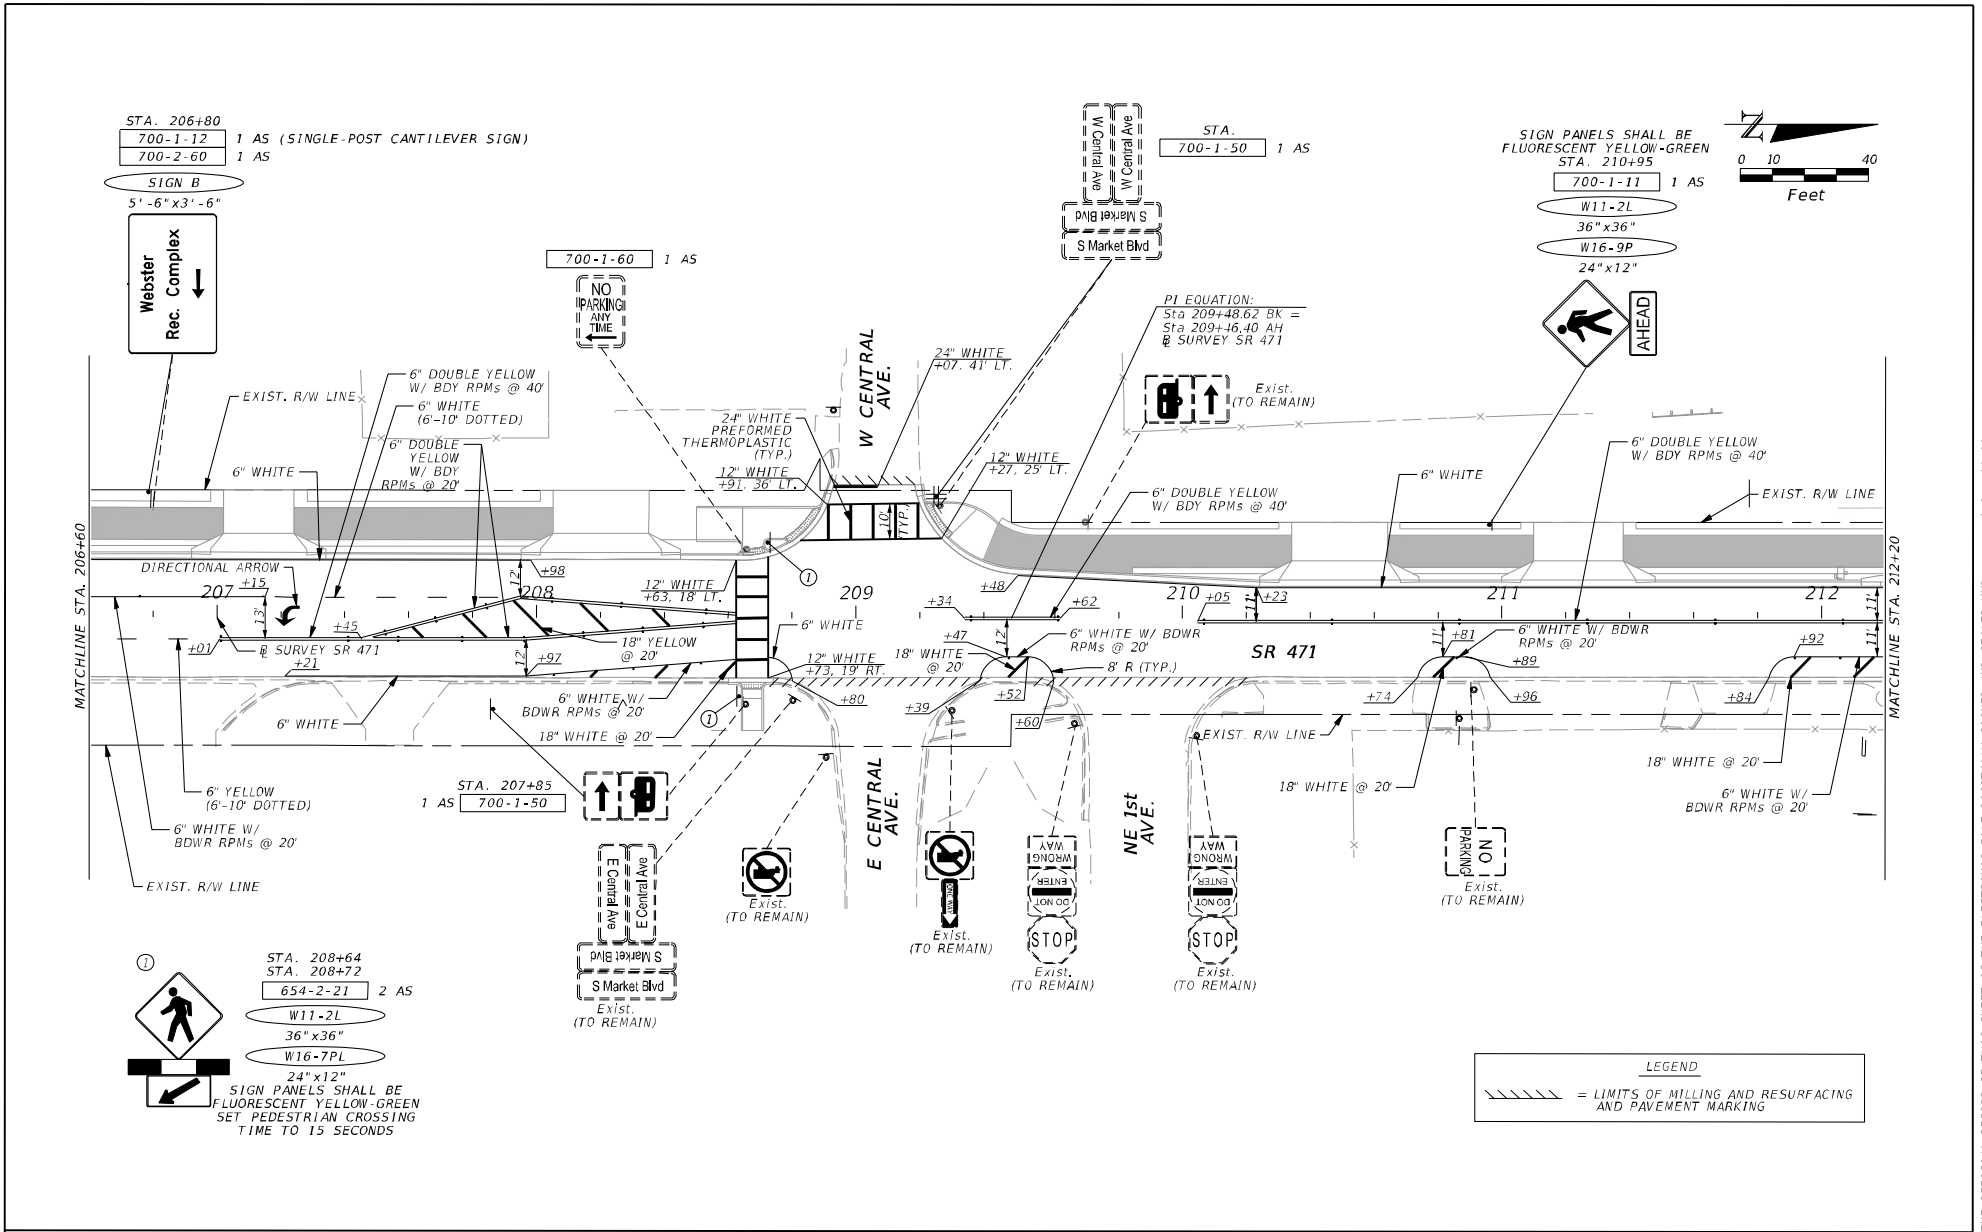 STA. 206+80
700-1-12 1 AS (SINGLE-POST CANTILEVER SIGN)
700-2-60 1 AS
SIGN B
5'-6"x3'-6"
Webster
Rec. Complex
700-1-60 1 AS
NO
PARKING
ANY
TIME
W Central Ave
W Central Ave
S Market Blvd
S Market Blvd
STA.
700-1-50 1 AS
SIGN PANELS SHALL BE
FLUORESCENT YELLOW-GREEN
STA. 210+95
700-1-11 1 AS
W11-2L
36"x36"
W16-9P
24"x12"
AHEAD
N
0 10 40
Feet
PI EQUATION:
Sta 209+48.62 BK =
Sta 209+46.40 AH
B SURVEY SR 471
Exist.
(TO REMAIN)
EXIST. R/W LINE
6" DOUBLE YELLOW
W/ BDY RPMs @ 40'
6" WHITE
(6'-10' DOTTED)
6" DOUBLE
YELLOW
W/ BDY
RPMs @ 20'
6" WHITE
24" WHITE
PREFORMED
THERMOPLASTIC
(TYP.)
12" WHITE
+91, 36' LT.
W CENTRAL
AVE.
24" WHITE
+07, 41' LT.
12" WHITE
+27, 25' LT.
10'
(TYP.)
6" DOUBLE YELLOW
W/ BDY RPMs @ 40'
6" WHITE
6" DOUBLE YELLOW
W/ BDY RPMs @ 40'
EXIST. R/W LINE
MATCHLINE STA. 206+60
MATCHLINE STA. 212+20
DIRECTIONAL ARROW
207
+15
13'
+01
+45
B SURVEY SR 471
+21
12'
+98
208
12'
+97
12" WHITE
+63, 18' LT.
18" YELLOW
@ 20'
1
209
6" WHITE
12" WHITE
+73, 19' RT.
+80
+34
+48
+62
12'
+47
18" WHITE
@ 20'
6" WHITE W/ BDWR
RPMs @ 20'
8' R (TYP.)
+52
+39
+60
210
+05
11'
+23
SR 471
211
11'
+81
6" WHITE W/ BDWR
RPMs @ 20'
+89
+74
+96
212
11'
11'
+92
+84
6" WHITE
6" WHITE W/
BDWR RPMs @ 20'
18" WHITE @ 20'
1
EXIST. R/W LINE
18" WHITE @ 20'
18" WHITE @ 20'
6" WHITE W/
BDWR RPMs @ 20'
6" YELLOW
(6'-10' DOTTED)
6" WHITE W/
BDWR RPMs @ 20'
EXIST. R/W LINE
STA. 207+85
1 AS 700-1-50
E Central Ave
E Central Ave
S Market Blvd
S Market Blvd
Exist.
(TO REMAIN)
Exist.
(TO REMAIN)
E CENTRAL
AVE.
ONE WAY
Exist.
(TO REMAIN)
WRONG
WAY
DO NOT
ENTER
STOP
Exist.
(TO REMAIN)
NE 1st
AVE.
WRONG
WAY
DO NOT
ENTER
STOP
Exist.
(TO REMAIN)
NO
PARKING
Exist.
(TO REMAIN)
1
STA. 208+64
STA. 208+72
654-2-21 2 AS
W11-2L
36"x36"
W16-7PL
24"x12"
SIGN PANELS SHALL BE
FLUORESCENT YELLOW-GREEN
SET PEDESTRIAN CROSSING
TIME TO 15 SECONDS
LEGEND
= LIMITS OF MILLING AND RESURFACING
AND PAVEMENT MARKING